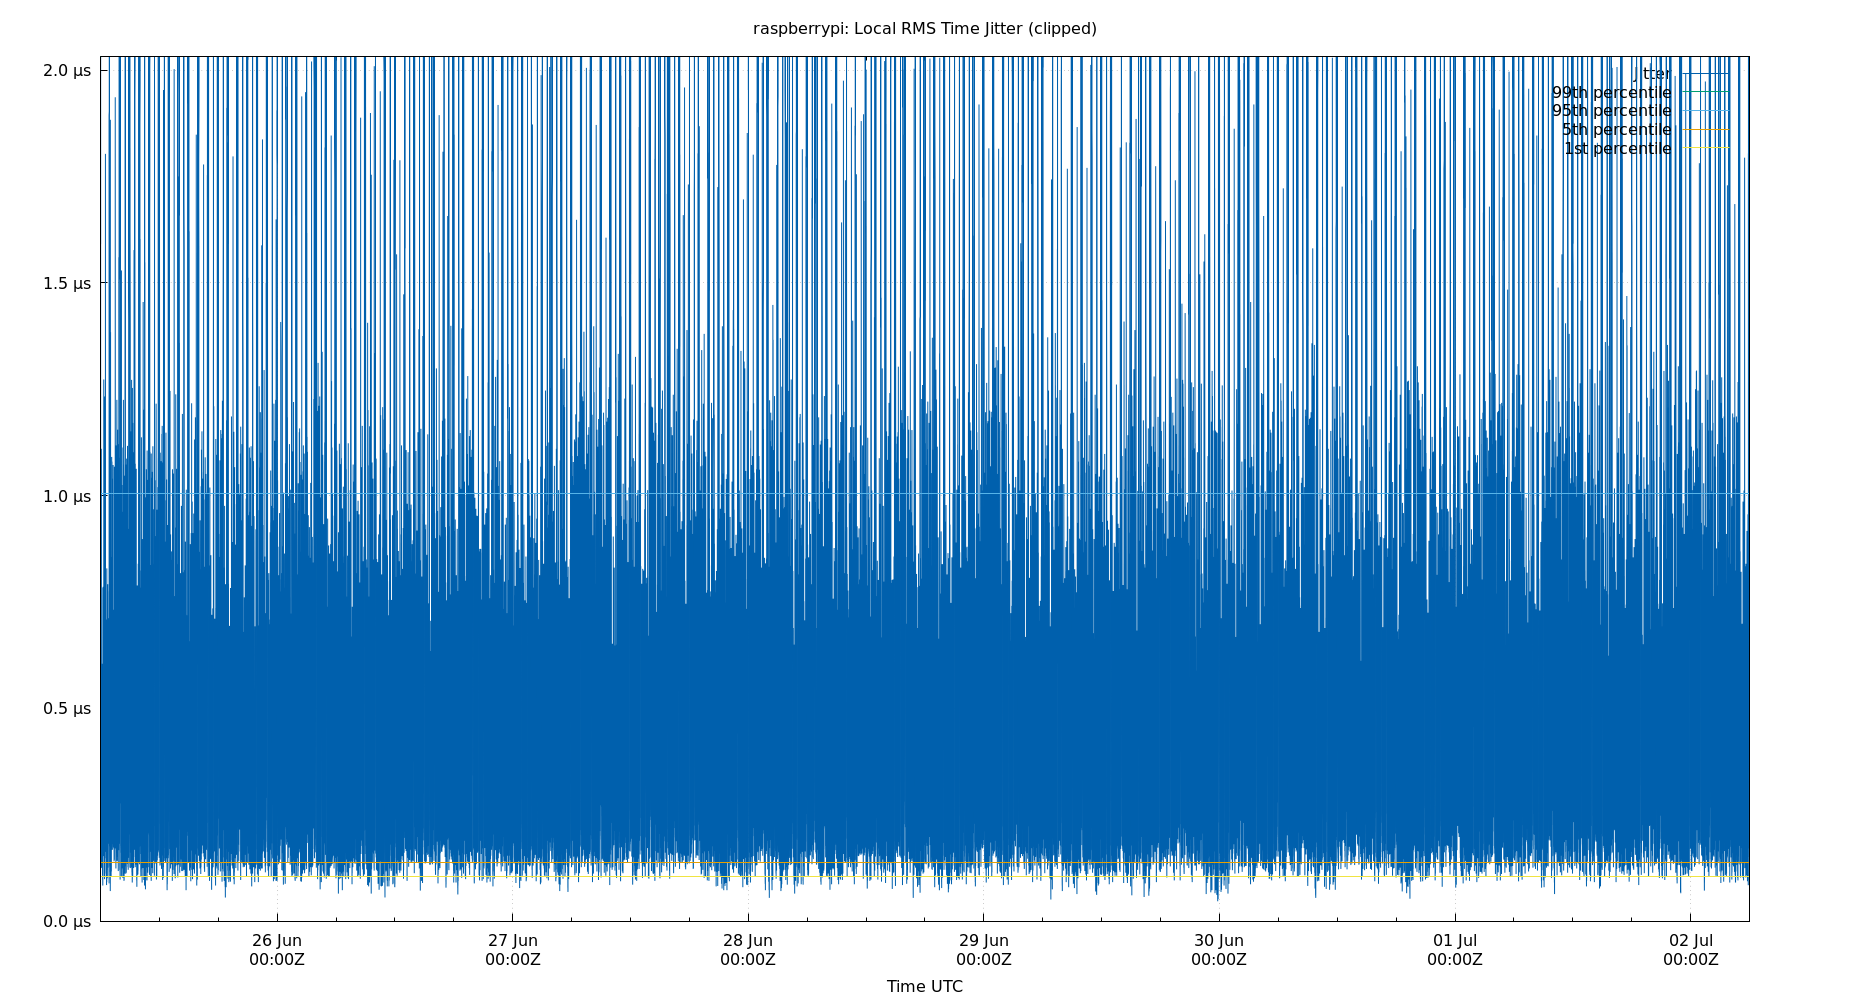 raspberrypi: Local RMS Time Jitter (clipped)
2.0 μs
jitter
99th percentile
95th percentile
5th percentile
1st percentile
1.5 μs
1.0 μs
0.5 μs
0.0 μs
26 Jun
00:00Z
27 Jun
00:00Z
28 Jun
00:00Z
29 Jun
00:00Z
30 Jun
00:00Z
01 Jul
00:00Z
02 Jul
00:00Z
Time UTC